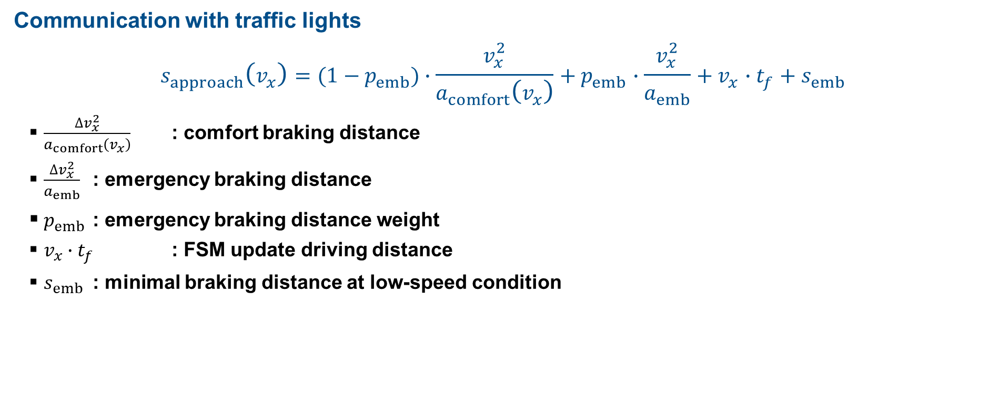 Communication with traffic lights
$s_{\text{approach}}(v_x) = (1 - p_{\text{emb}}) \cdot \frac{v_x^2}{a_{\text{comfort}}(v_x)} + p_{\text{emb}} \cdot \frac{v_x^2}{a_{\text{emb}}} + v_x \cdot t_f + s_{\text{emb}}$
▪ $\frac{\Delta v_x^2}{a_{\text{comfort}}(v_x)}$ : comfort braking distance
▪ $\frac{\Delta v_x^2}{a_{\text{emb}}}$ : emergency braking distance
▪ $p_{\text{emb}}$ : emergency braking distance weight
▪ $v_x \cdot t_f$ : FSM update driving distance
▪ $s_{\text{emb}}$ : minimal braking distance at low-speed condition